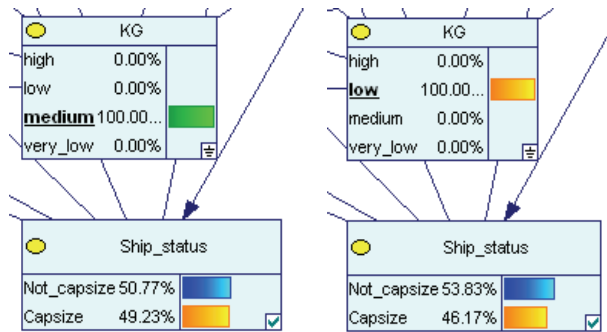 KG
high 0.00%
low 0.00%
medium 100.00...
very_low 0.00%
Ship_status
Not_capsize 50.77%
Capsize 49.23%
KG
high 0.00%
low 100.00...
medium 0.00%
very_low 0.00%
Ship_status
Not_capsize 53.83%
Capsize 46.17%